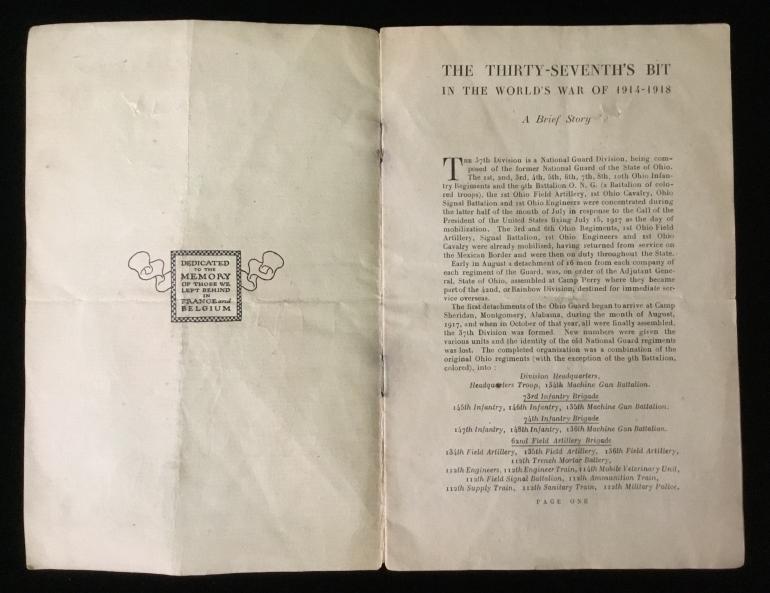 DEDICATED
TO THE
MEMORY
OF THOSE WE
LEFT BEHIND
IN
FRANCE and
BELGIUM
THE THIRTY-SEVENTH'S BIT
IN THE WORLD'S WAR OF 1914-1918
A Brief Story
THE 37th Division is a National Guard Division, being com-
posed of the former National Guard of the State of Ohio.
The 1st, 2nd, 3rd, 4th, 5th, 6th, 7th, 8th, 10th Ohio Infan-
try Regiments and the 9th Battalion O. N. G. (a Battalion of colo-
red troops), the 1st Ohio Field Artillery, 1st Ohio Cavalry, Ohio
Signal Battalion and 1st Ohio Engineers were concentrated during
the latter half of the month of July in response to the Call of the
President of the United States fixing July 15, 1917 as the day of
mobilization. The 3rd and 6th Ohio Regiments, 1st Ohio Field
Artillery, Signal Battalion, 1st Ohio Engineers and 1st Ohio
Cavalry were already mobilized, having returned from service on
the Mexican Border and were then on duty throughout the State.
Early in August a detachment of 16 men from each company of
each regiment of the Guard, was, on order of the Adjutant Gene-
ral, State of Ohio, assembled at Camp Perry where they became
part of the 42nd, or Rainbow Division, destined for immediate ser-
vice overseas.
The first detachments of the Ohio Guard began to arrive at Camp
Sheridan, Montgomery, Alabama, during the month of August,
1917, and when in October of that year, all were finally assembled,
the 37th Division was formed. New numbers were given the
various units and the identity of the old National Guard regiments
was lost. The completed organization was a combination of the
original Ohio regiments (with the exception of the 9th Battalion,
colored), into :
Division Headquarters,
Headquarters Troop, 134th Machine Gun Battalion.
73rd Infantry Brigade
145th Infantry, 146th Infantry, 135th Machine Gun Battalion.
74th Infantry Brigade
147th Infantry, 148th Infantry, 136th Machine Gun Battalion.
62nd Field Artillery Brigade
134th Field Artillery, 135th Field Artillery, 136th Field Artillery,
112th Trench Mortar Battery,
112th Engineers, 112th Engineer Train, 114th Mobile Veterinary Unit,
112th Field Signal Battalion, 112th Ammunition Train,
112th Supply Train, 112th Sanitary Train, 112th Military Police.
PAGE ONE